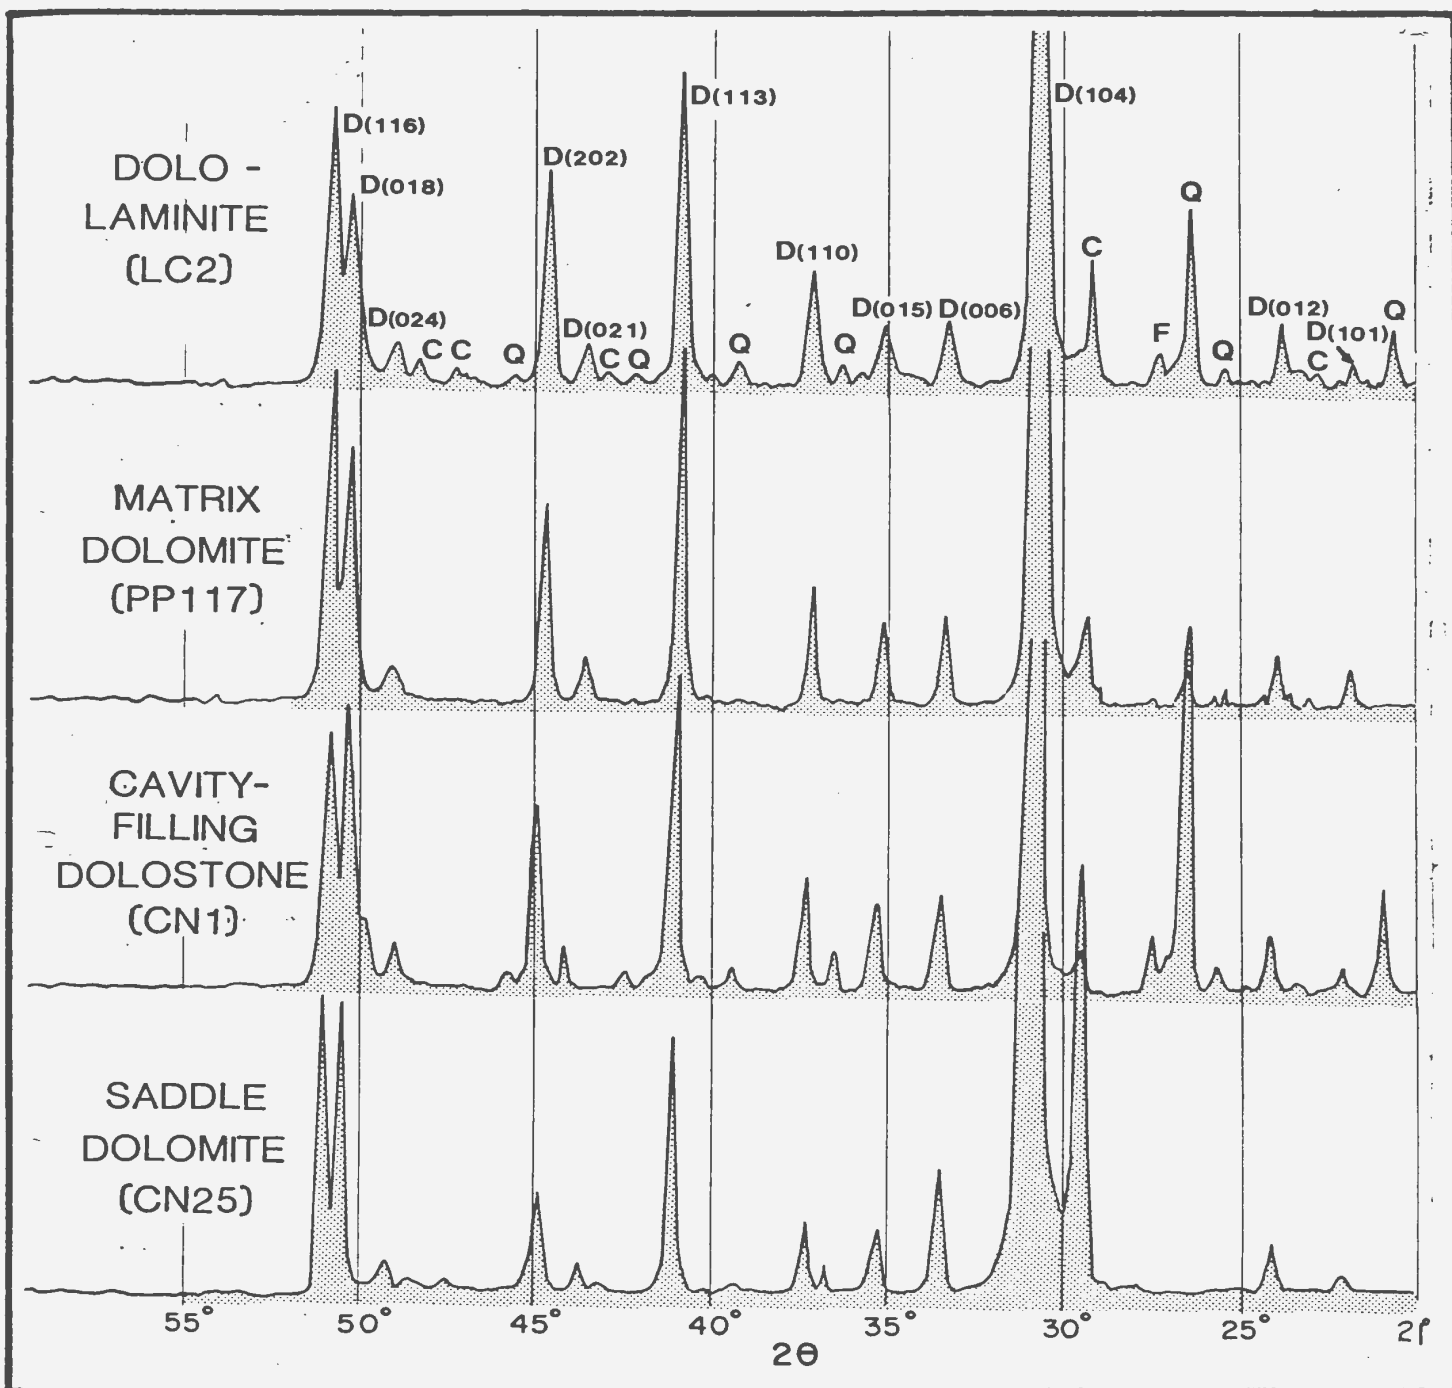 DOLO -
LAMINITE
(LC2)
D(116)
D(018)
D(024)
C C
Q
D(202)
D(021)
C Q
D(113)
Q
D(110)
Q
D(015) D(006)
D(104)
C
F
Q
Q
D(012)
D(101)
C
Q
MATRIX
DOLOMITE
(PP117)
CAVITY-
FILLING
DOLOSTONE
(CN1)
SADDLE
DOLOMITE
(CN25)
55° 50° 45° 40° 35° 30° 25°
2θ